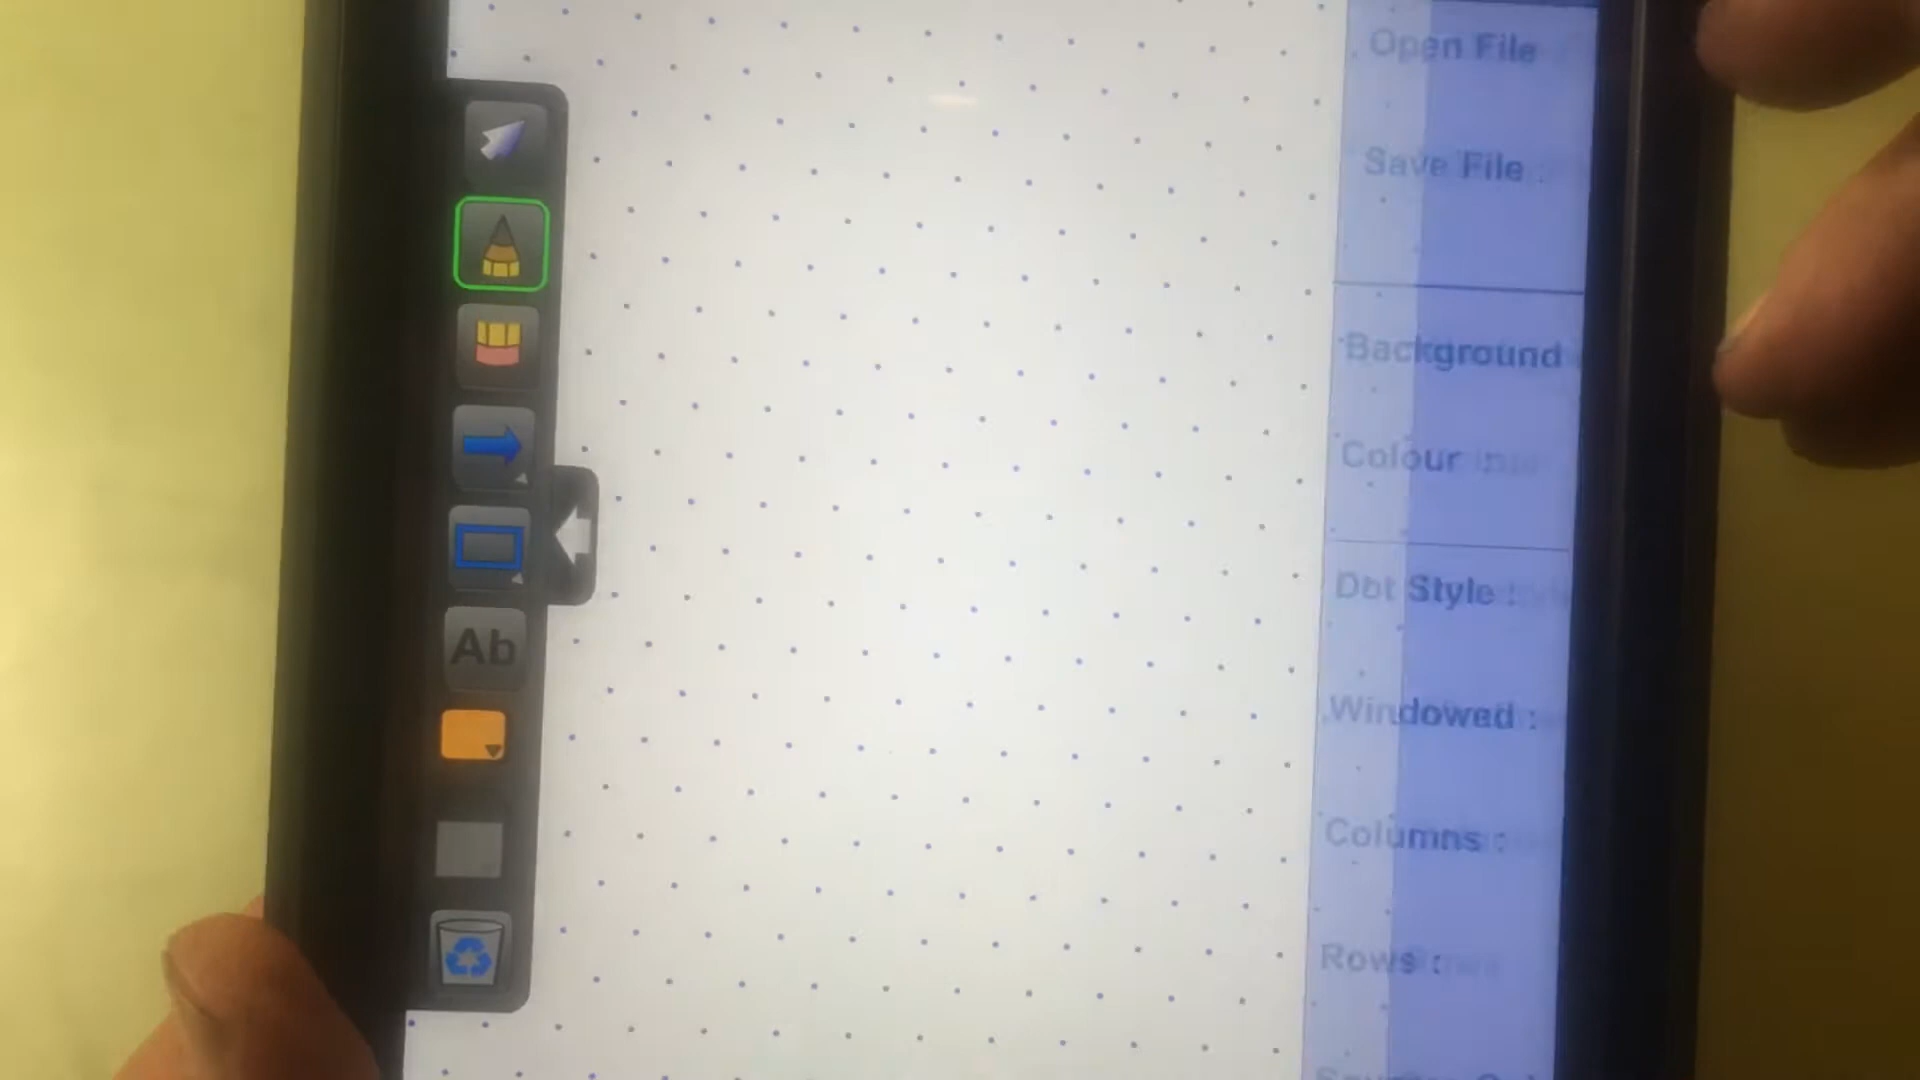 Open File
Save File :
Background
Colour
Dot Style :
Windowed :
Columns :
Rows :
Ab